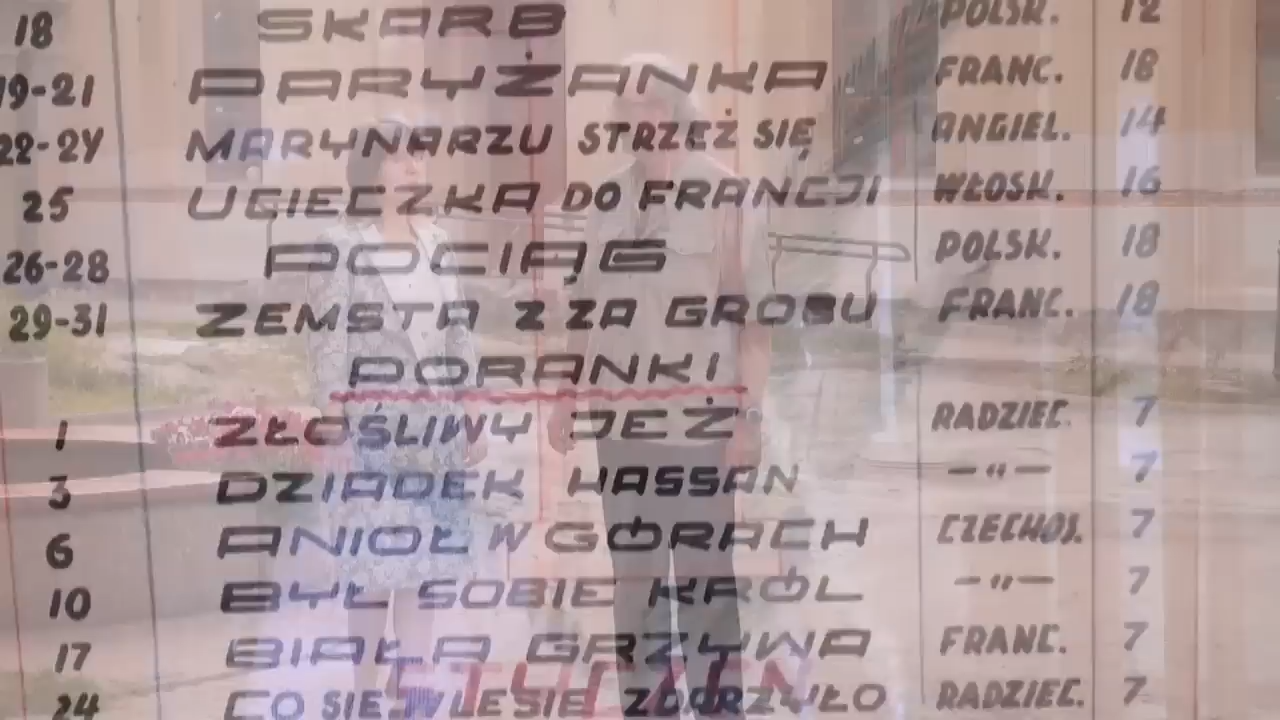 18 SKARB POLSK. 12
19-21 PARYŻANKA FRANC. 18
22-24 MARYNARZU STRZEŻ SIĘ ANGIEL. 14
25 UCIECZKA DO FRANCJI WŁOSK. 16
26-28 POCIĄG POLSK. 18
29-31 ZEMSTA Z ZA GROBU FRANC. 18
PORANKI
1 ZŁOŚLIWY JEŻ RADZIEC. 7
3 DZIADEK HASSAN —"— 7
6 ANIOŁ W GÓRACH CZECHOS. 7
10 BYŁ SOBIE KRÓL —"— 7
17 BIAŁA GRZYWA FRANC. 7
STYCZEŃ
24 CO SIĘ W LESIE ZDARZYŁO RADZIEC. 7